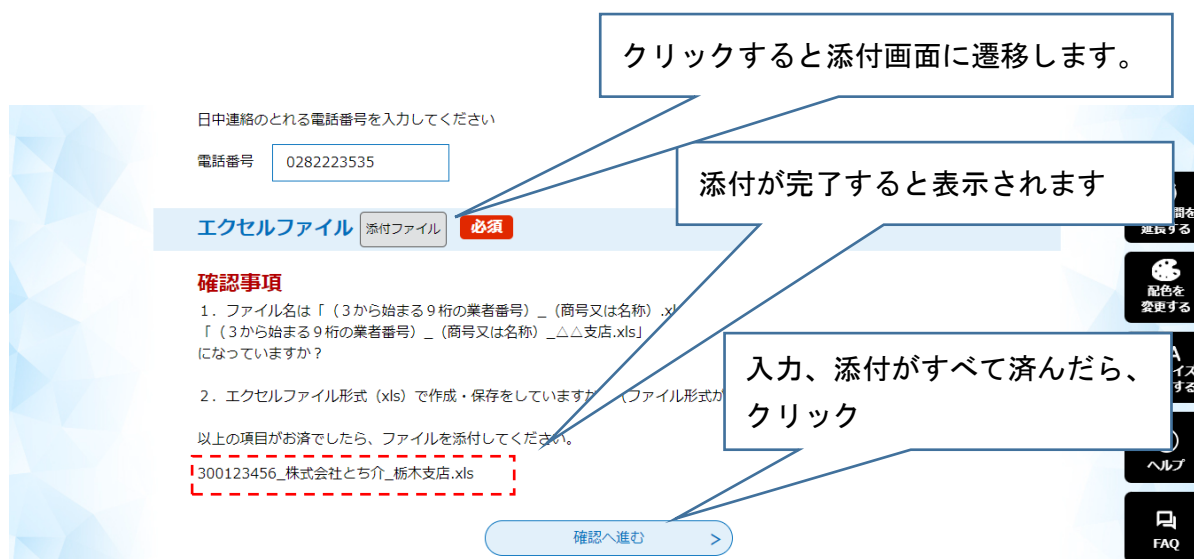 クリックすると添付画面に遷移します。
日中連絡のとれる電話番号を入力してください
電話番号 0282223535
添付が完了すると表示されます
エクセルファイル 添付ファイル 必須
間を
延長する
確認事項
1．ファイル名は「（3から始まる9桁の業者番号）_（商号又は名称）.xl
「（3から始まる9桁の業者番号）_（商号又は名称）_△△支店.xls」
になっていますか？
配色を
変更する
入力、添付がすべて済んだら、
クリック
2．エクセルファイル形式（xls）で作成・保存をしていますか（ファイル形式が
イズ
する
以上の項目がお済でしたら、ファイルを添付してください。
300123456_株式会社とち介_栃木支店.xls
ヘルプ
確認へ進む >
FAQ